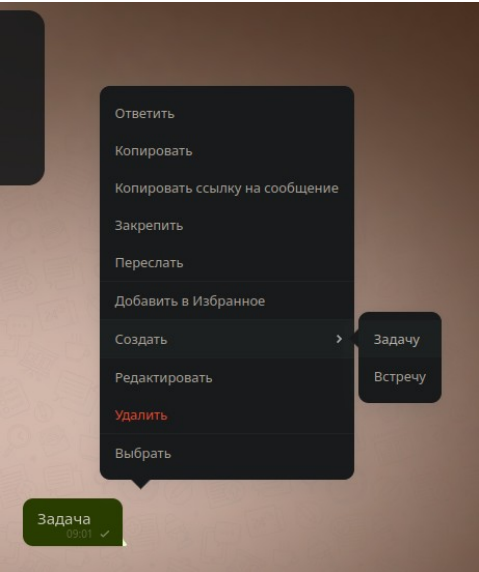 Ответить
Копировать
Копировать ссылку на сообщение
Закрепить
Переслать
Добавить в Избранное
Создать
Задачу
Встречу
Редактировать
Удалить
Выбрать
Задача
09:01